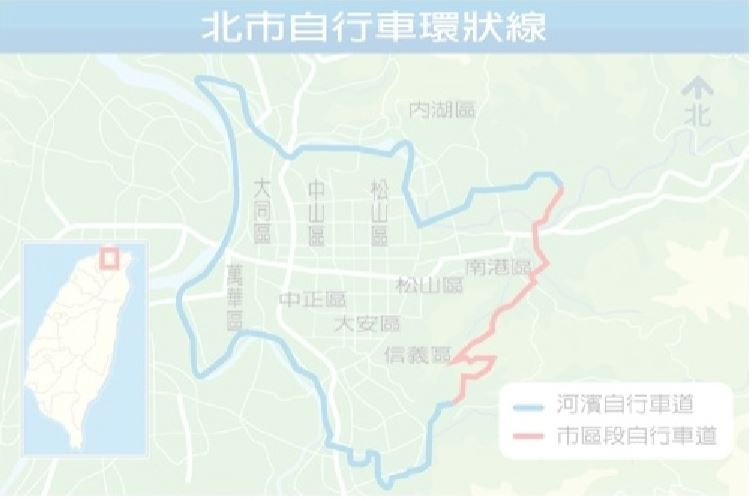 北市自行車環狀線
內湖區
北
大同區
中山區
松山區
南港區
萬華區
中正區
松山區
大安區
信義區
河濱自行車道
市區段自行車道